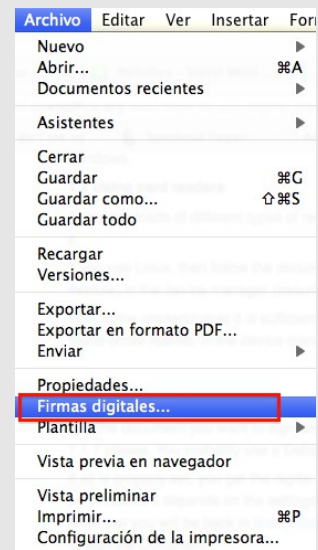 Archivo Editar Ver Insertar For
Nuevo
Abrir... ⌘A
Documentos recientes
Asistentes
Cerrar
Guardar ⌘G
Guardar como... ⇧⌘S
Guardar todo
Recargar
Versiones...
Exportar...
Exportar en formato PDF...
Enviar
Propiedades...
Firmas digitales...
Plantilla
Vista previa en navegador
Vista preliminar
Imprimir... ⌘P
Configuración de la impresora...